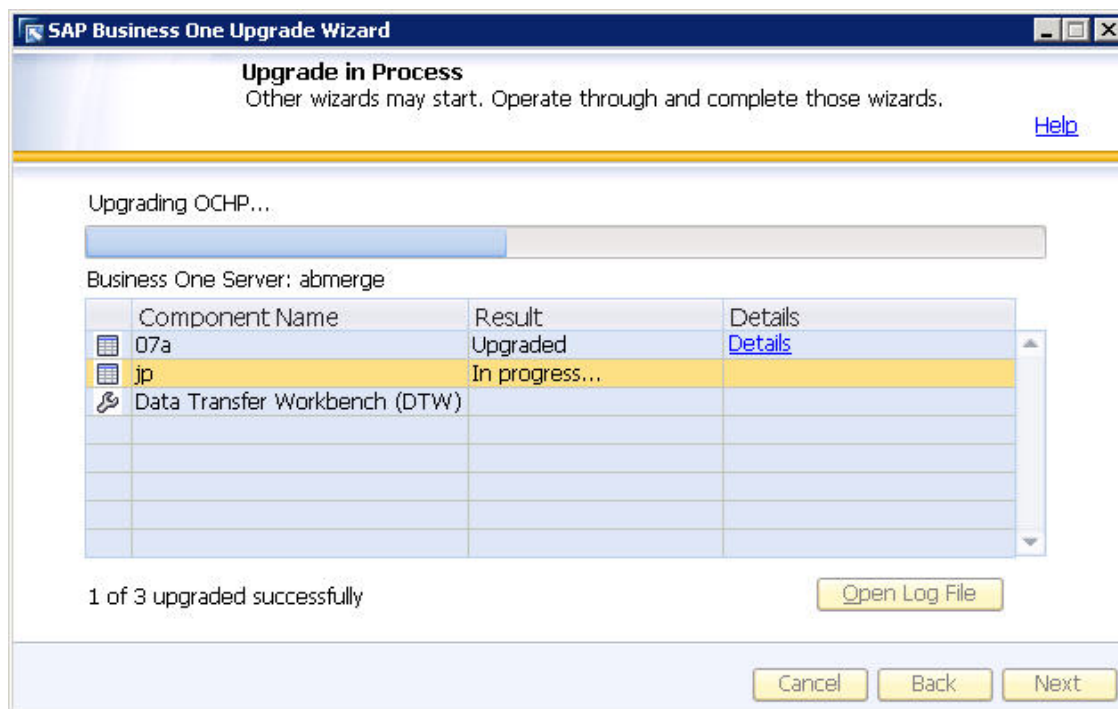 SAP Business One Upgrade Wizard
Upgrade in Process
Other wizards may start. Operate through and complete those wizards.
Help
Upgrading OCHP...
Business One Server: abmerge
Component Name Result Details
07a Upgraded Details
jp In progress...
Data Transfer Workbench (DTW)
1 of 3 upgraded successfully
Open Log File
Cancel Back Next